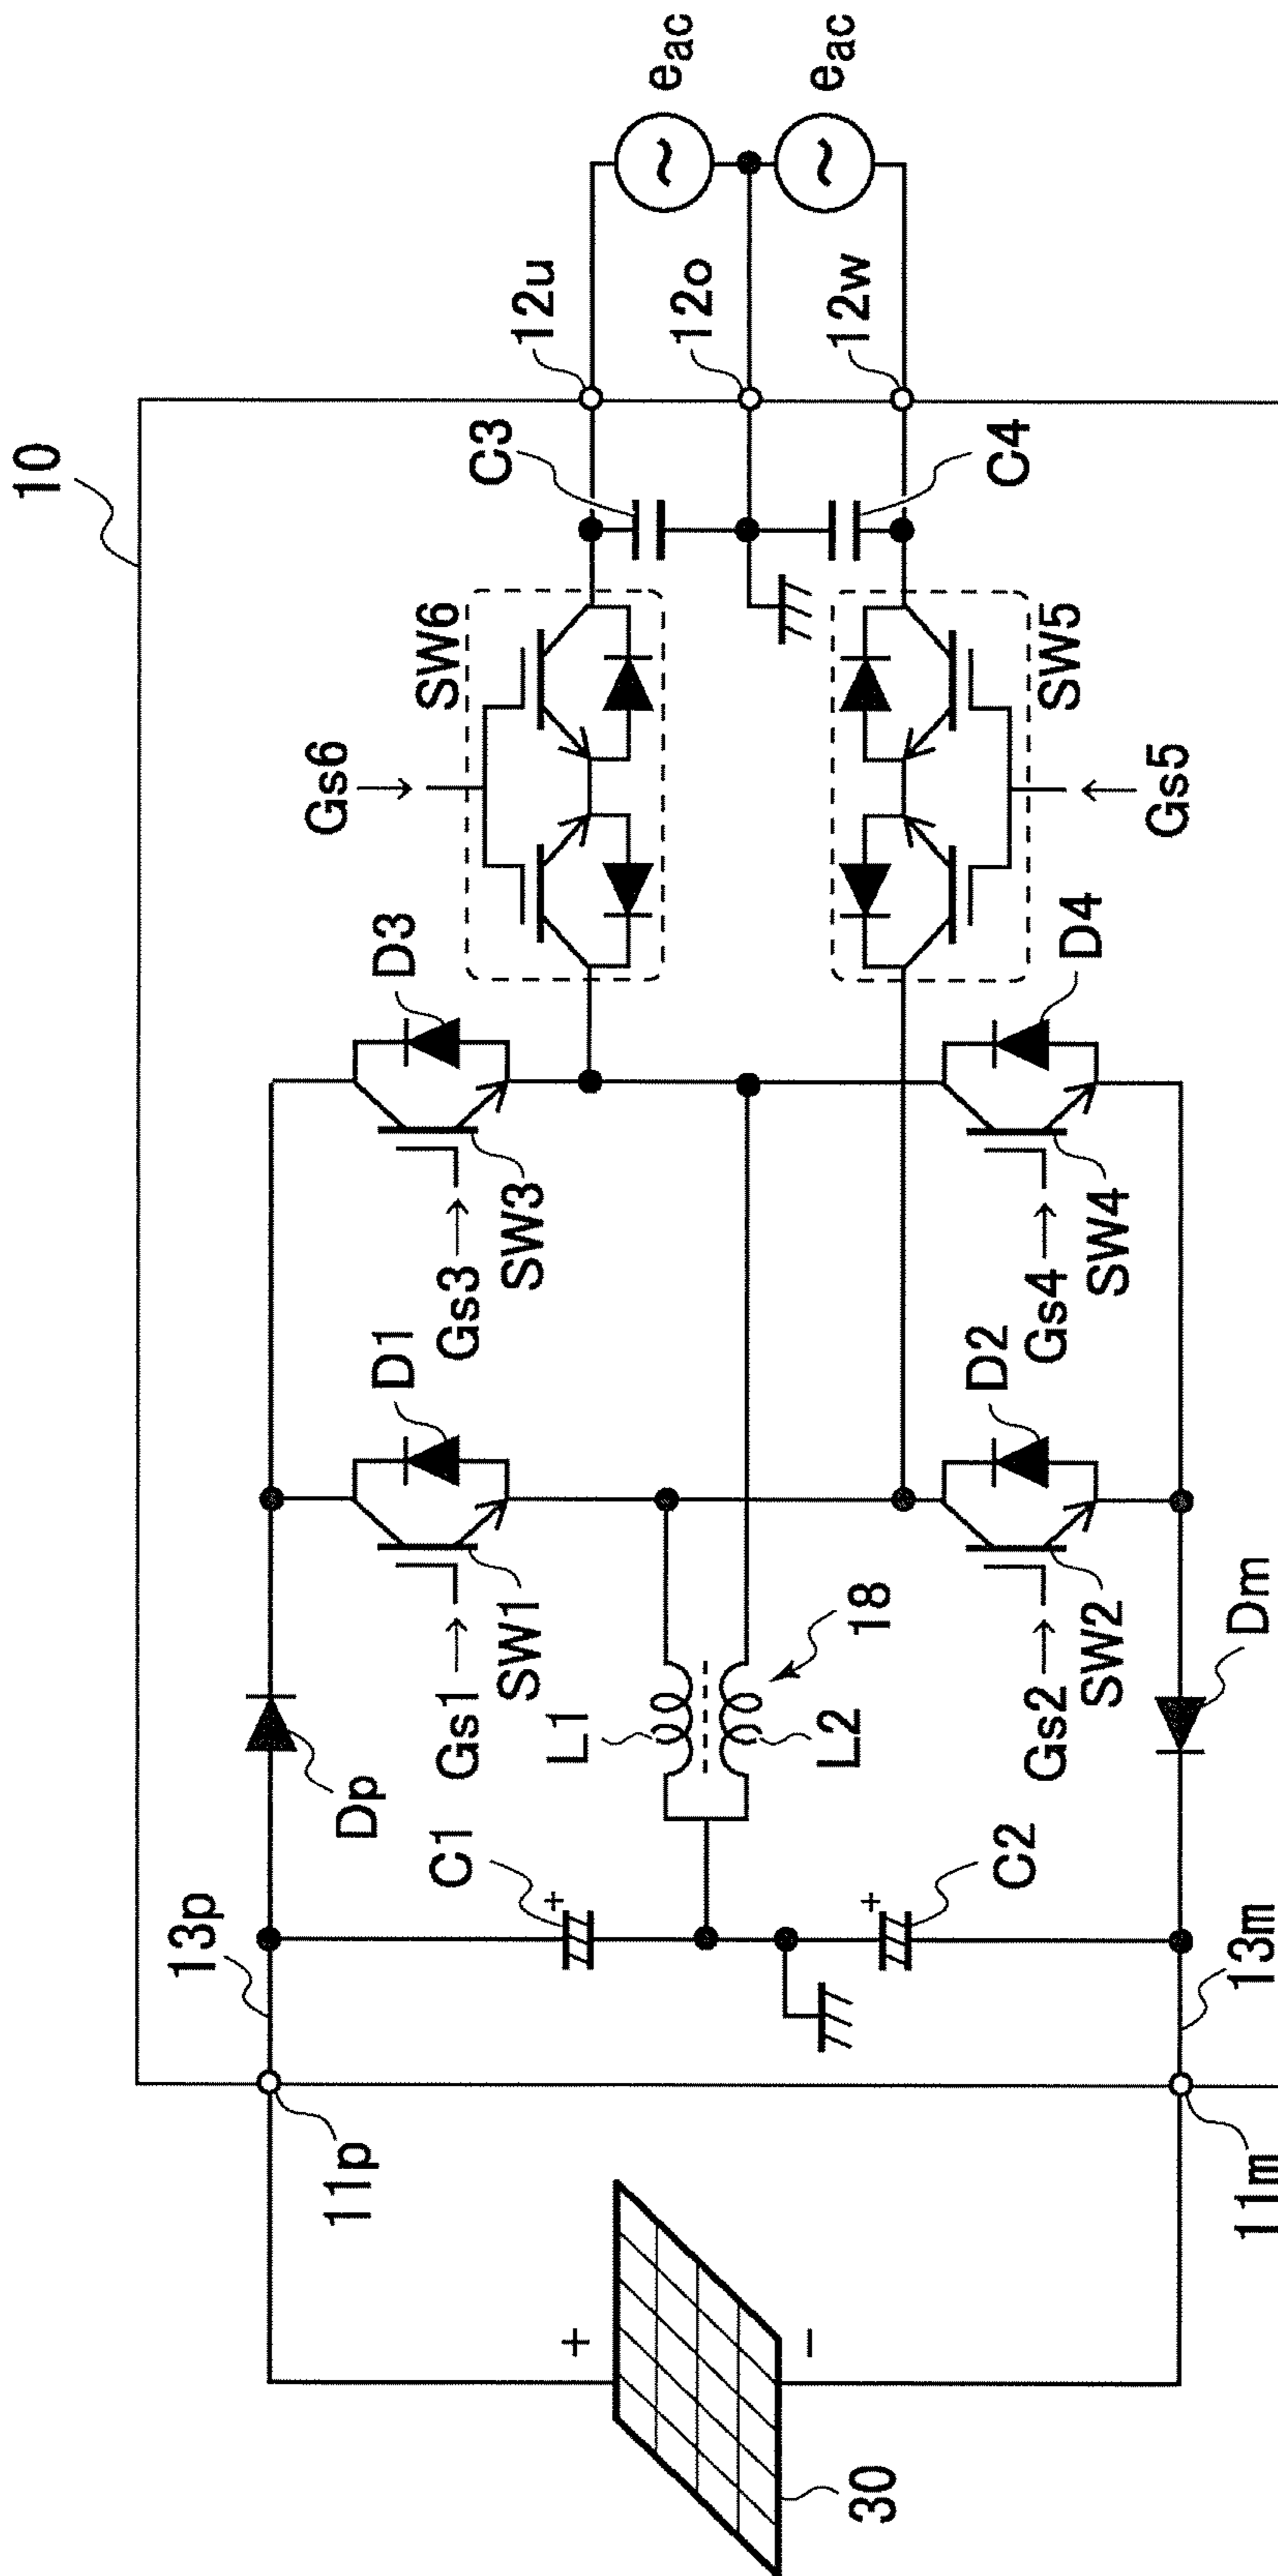 10
13p
Dp
D1
D3
Gs6
SW6
C3
12u
eac
11p
C1
Gs1
SW1
Gs3
SW3
+
+
L1
12o
18
L2
30
−
+
C2
Gs2
SW2
D2
Gs4
SW4
D4
Gs5
SW5
C4
12w
eac
13m
Dm
11m